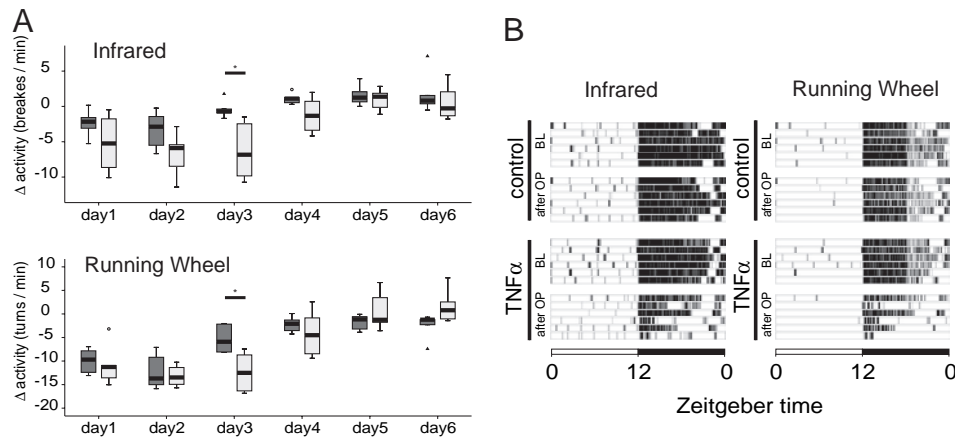 A
Infrared
Δ activity (breakes / min)
5
0
-5
-10
*
day1 day2 day3 day4 day5 day6
Running Wheel
Δ activity (turns / min)
10
5
0
-5
-10
-15
-20
*
day1 day2 day3 day4 day5 day6
B
Infrared Running Wheel
control
BL
after OP
TNFα
BL
after OP
control
BL
after OP
TNFα
BL
after OP
0 12 0 0 12 0
Zeitgeber time